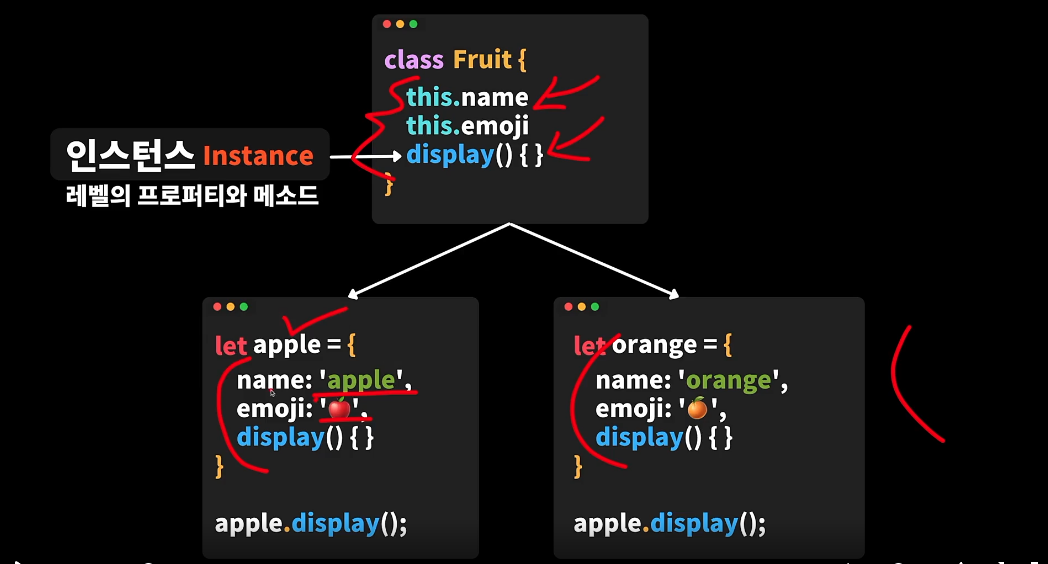 class Fruit {
this.name
this.emoji
display() { }
}
인스턴스 Instance
레벨의 프로퍼티와 메소드
let apple = {
name: 'apple',
emoji: '🍎',
display() { }
}
apple.display();
let orange = {
name: 'orange',
emoji: '🍊',
display() { }
}
apple.display();